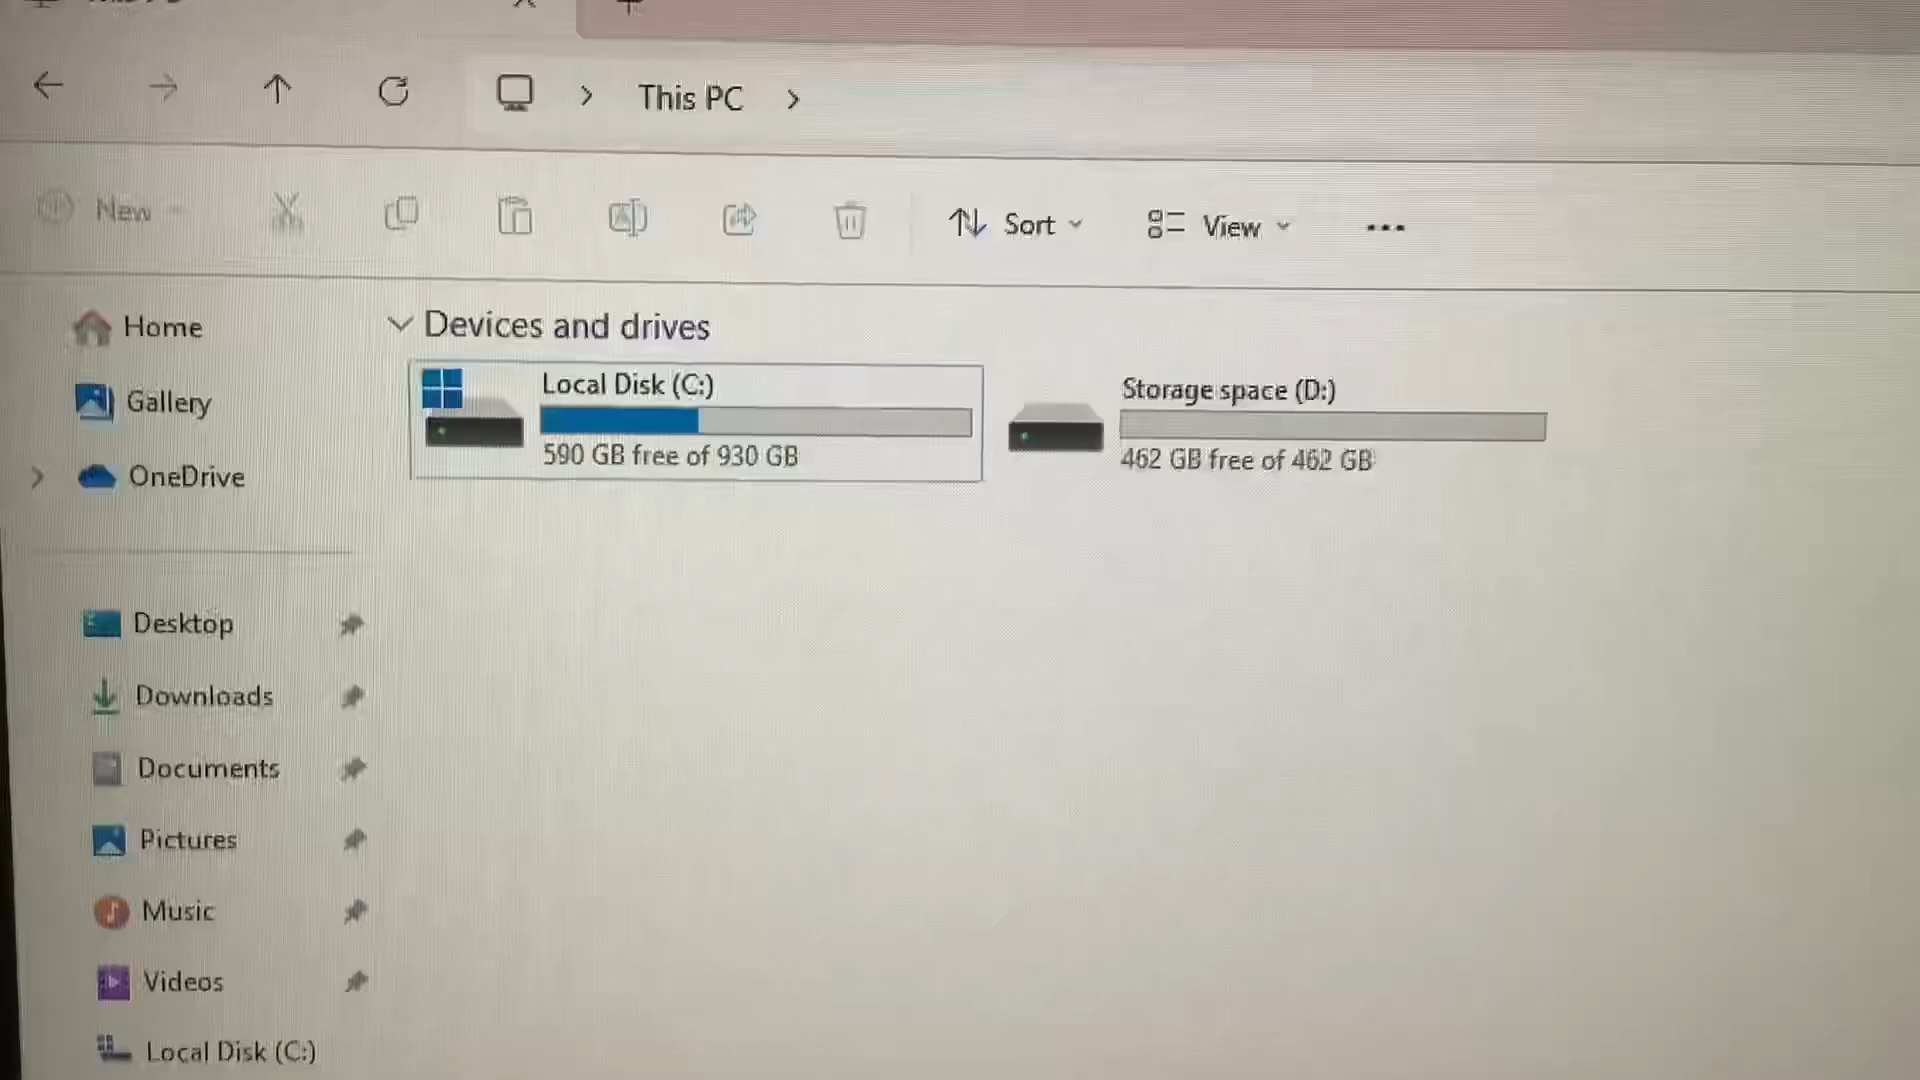 This PC
New
Sort
View
Home
Gallery
OneDrive
Desktop
Downloads
Documents
Pictures
Music
Videos
Local Disk (C:)
Devices and drives
Local Disk (C:)
590 GB free of 930 GB
Storage space (D:)
462 GB free of 462 GB